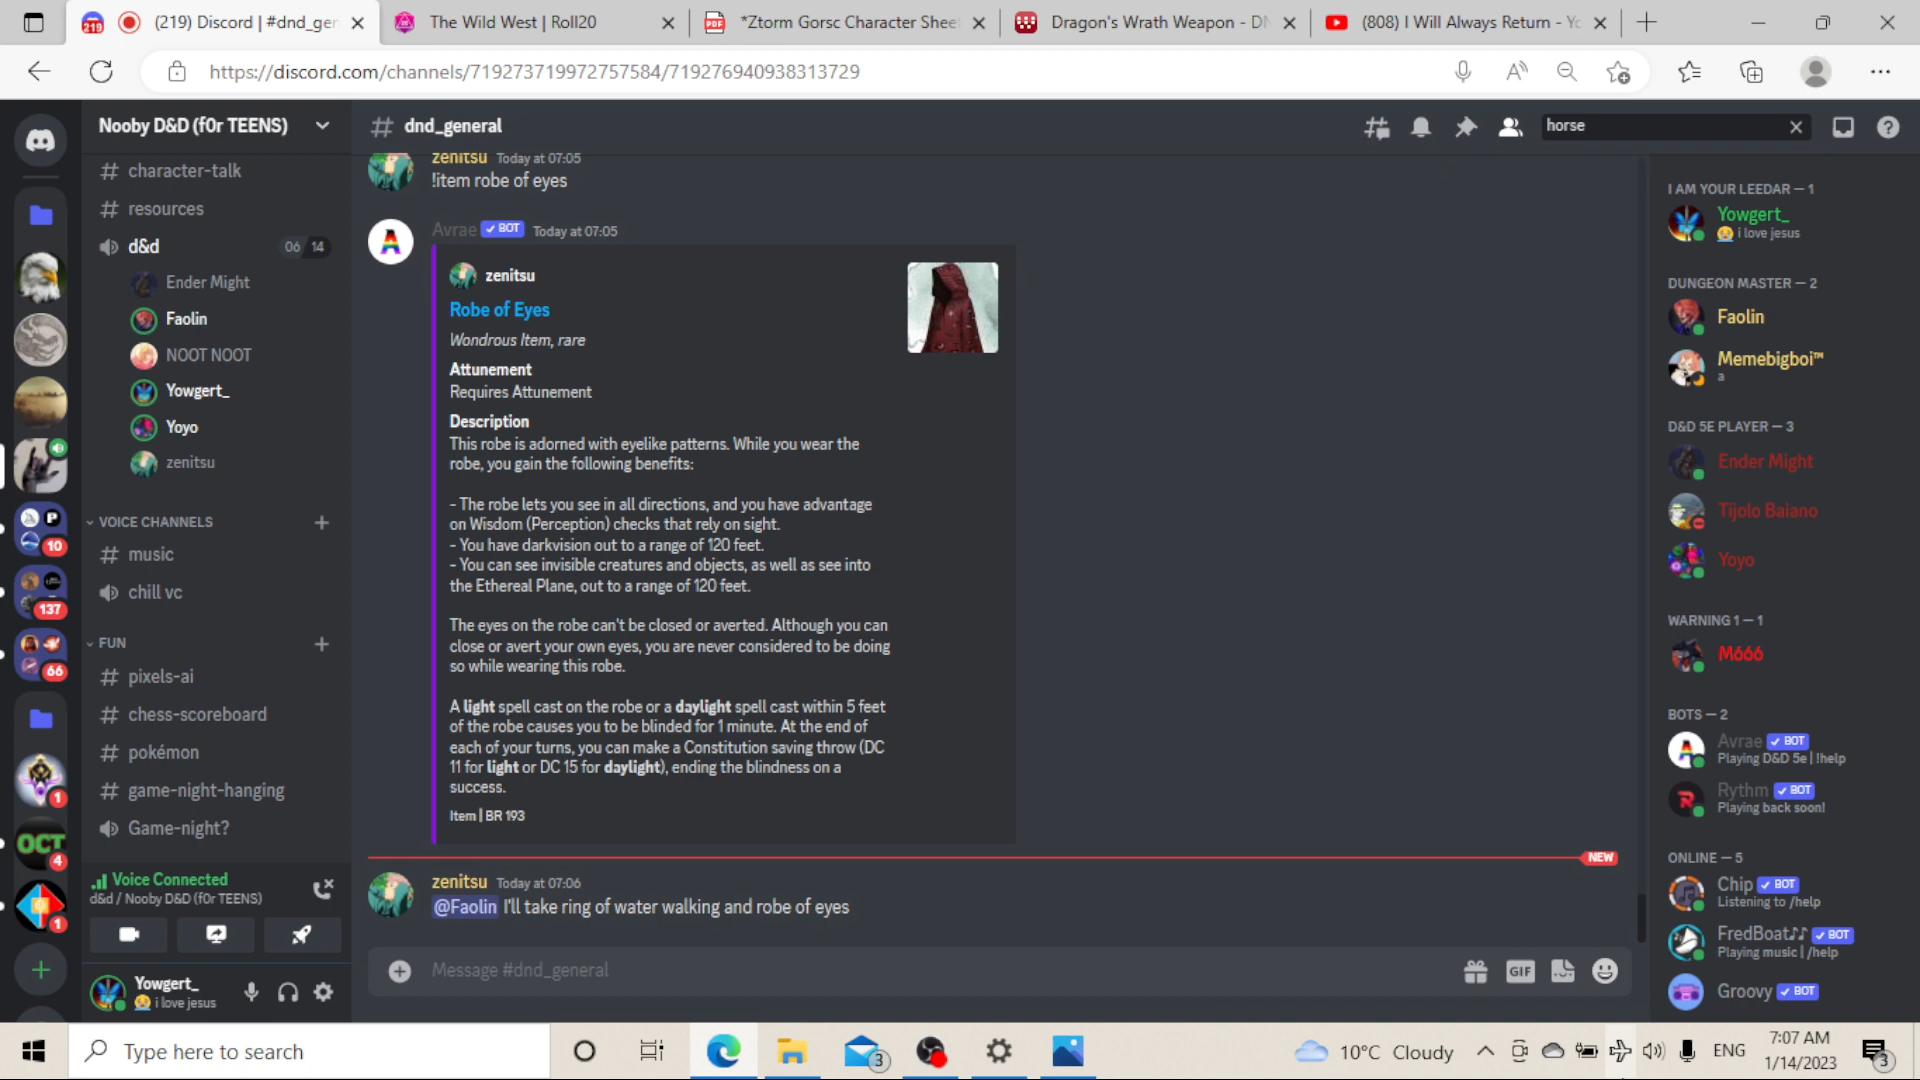 (219) Discord | #dnd_gen
The Wild West | Roll20
*Ztorm Gorsc Character Shee
Dragon's Wrath Weapon - DN
(808) I Will Always Return - Yo
https://discord.com/channels/719273719972757584/719276940938313729
Nooby D&D (f0r TEENS)
# dnd_general
horse
# character-talk
# resources
d&d 06 14
Ender Might
Faolin
NOOT NOOT
Yowgert_
Yoyo
zenitsu
VOICE CHANNELS
# music
chill vc
FUN
# pixels-ai
# chess-scoreboard
# pokémon
# game-night-hanging
Game-night?
Voice Connected
d&d / Nooby D&D (f0r TEENS)
Yowgert_
i love jesus
219
10
137
66
1
OCT
4
1
zenitsu Today at 07:05
!item robe of eyes
Avrae BOT Today at 07:05
zenitsu
Robe of Eyes
Wondrous Item, rare
Attunement
Requires Attunement
Description
This robe is adorned with eyelike patterns. While you wear the
robe, you gain the following benefits:
- The robe lets you see in all directions, and you have advantage
on Wisdom (Perception) checks that rely on sight.
- You have darkvision out to a range of 120 feet.
- You can see invisible creatures and objects, as well as see into
the Ethereal Plane, out to a range of 120 feet.
The eyes on the robe can't be closed or averted. Although you can
close or avert your own eyes, you are never considered to be doing
so while wearing this robe.
A light spell cast on the robe or a daylight spell cast within 5 feet
of the robe causes you to be blinded for 1 minute. At the end of
each of your turns, you can make a Constitution saving throw (DC
11 for light or DC 15 for daylight), ending the blindness on a
success.
Item | BR 193
NEW
zenitsu Today at 07:06
@Faolin I'll take ring of water walking and robe of eyes
Message #dnd_general
GIF
I AM YOUR LEEDAR — 1
Yowgert_
i love jesus
DUNGEON MASTER — 2
Faolin
Memebigboi™
a
D&D 5E PLAYER — 3
Ender Might
Tijolo Baiano
Yoyo
WARNING 1 — 1
M666
BOTS — 2
Avrae BOT
Playing D&D 5e | !help
Rythm BOT
Playing back soon!
ONLINE — 5
Chip BOT
Listening to /help
FredBoat♪♪ BOT
Playing music | /help
Groovy BOT
Type here to search
3
10°C Cloudy
ENG
7:07 AM
1/14/2023
3